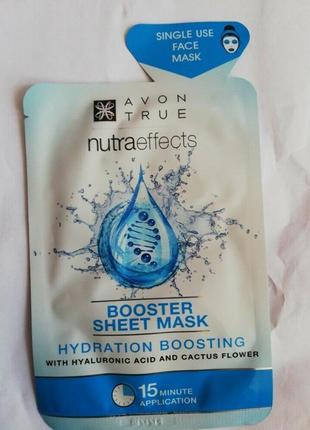 SINGLE USE
FACE
MASK
AVON
TRUE
nutraeffects
BOOSTER
SHEET MASK
HYDRATION BOOSTING
WITH HYALURONIC ACID AND CACTUS FLOWER
15 MINUTE
APPLICATION